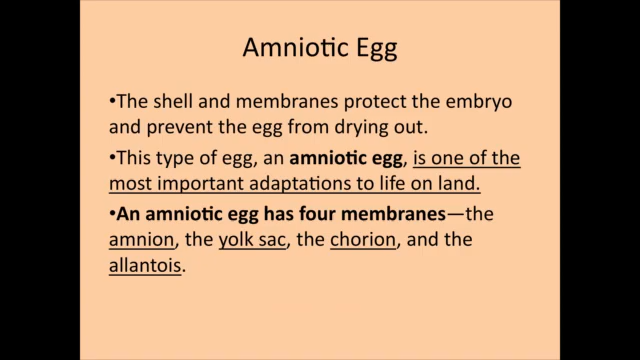 Amniotic Egg
•The shell and membranes protect the embryo
and prevent the egg from drying out.
•This type of egg, an amniotic egg, is one of the
most important adaptations to life on land.
•An amniotic egg has four membranes—the
amnion, the yolk sac, the chorion, and the
allantois.